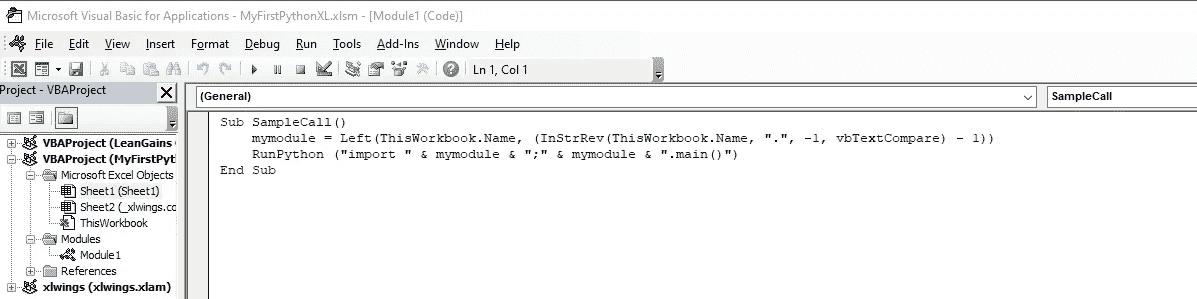 Microsoft Visual Basic for Applications - MyFirstPythonXL.xlsm - [Module1 (Code)]
File Edit View Insert Format Debug Run Tools Add-Ins Window Help
Ln 1, Col 1
Project - VBAProject
(General) SampleCall
VBAProject (LeanGains
VBAProject (MyFirstPyt
Microsoft Excel Objects
Sheet1 (Sheet1)
Sheet2 (_xlwings.co
ThisWorkbook
Modules
Module1
References
xlwings (xlwings.xlam)
Sub SampleCall()
mymodule = Left(ThisWorkbook.Name, (InStrRev(ThisWorkbook.Name, ".", -1, vbTextCompare) - 1))
RunPython ("import " & mymodule & ";" & mymodule & ".main()")
End Sub